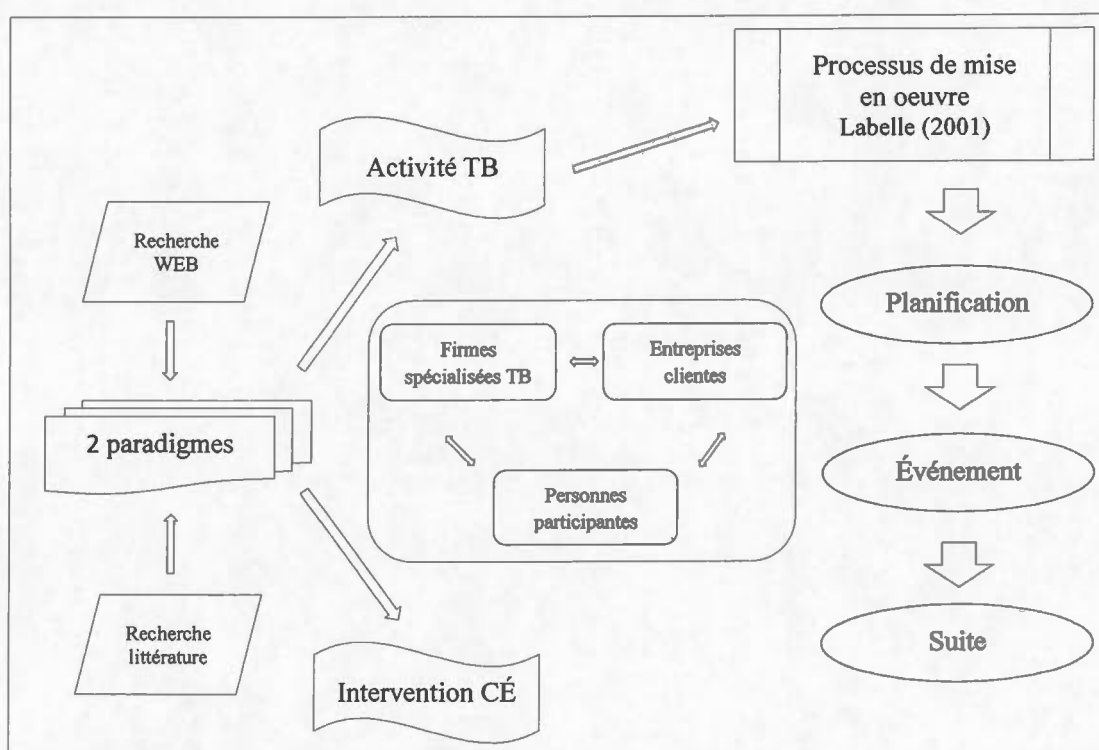 Processus de mise
en oeuvre
Labelle (2001)
Activité TB
Recherche
WEB
Planification
Firmes
spécialisées TB
Entreprises
clientes
2 paradigmes
Événement
Personnes
participantes
Recherche
littérature
Suite
Intervention CÉ